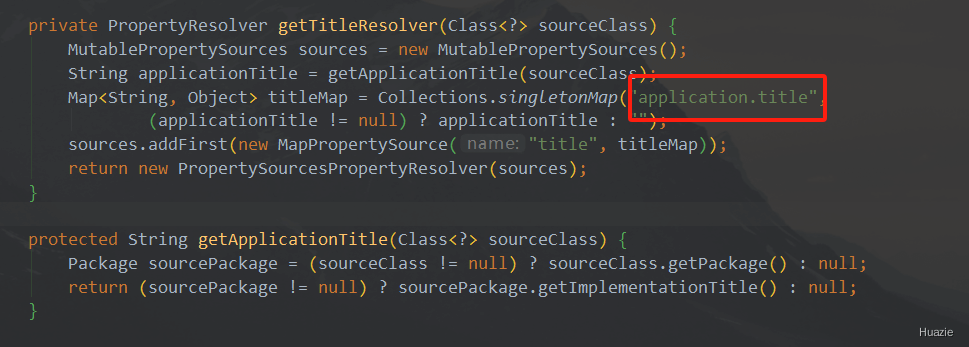 private PropertyResolver getTitleResolver(Class<?> sourceClass) {
    MutablePropertySources sources = new MutablePropertySources();
    String applicationTitle = getApplicationTitle(sourceClass);
    Map<String, Object> titleMap = Collections.singletonMap("application.title",
            (applicationTitle != null) ? applicationTitle : "");
    sources.addFirst(new MapPropertySource( name: "title", titleMap));
    return new PropertySourcesPropertyResolver(sources);
}
protected String getApplicationTitle(Class<?> sourceClass) {
    Package sourcePackage = (sourceClass != null) ? sourceClass.getPackage() : null;
    return (sourcePackage != null) ? sourcePackage.getImplementationTitle() : null;
}
Huazie